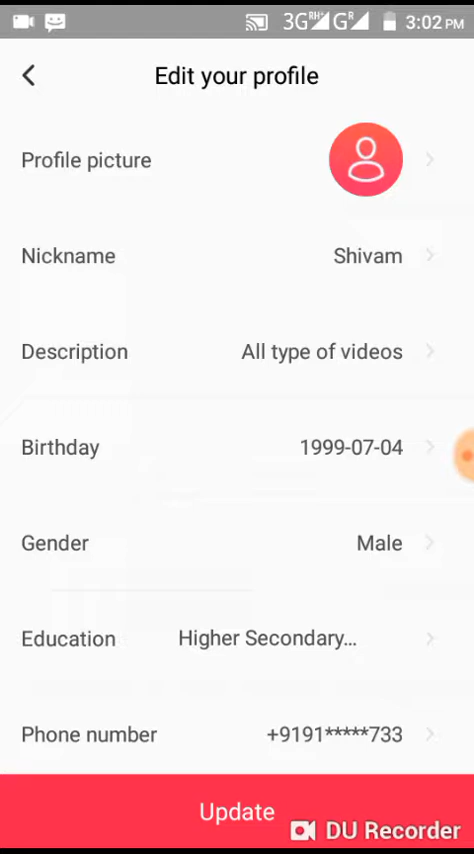 3G RH G R 3:02 PM
Edit your profile
Profile picture
Nickname Shivam
Description All type of videos
Birthday 1999-07-04
Gender Male
Education Higher Secondary...
Phone number +9191*****733
Update
DU Recorder